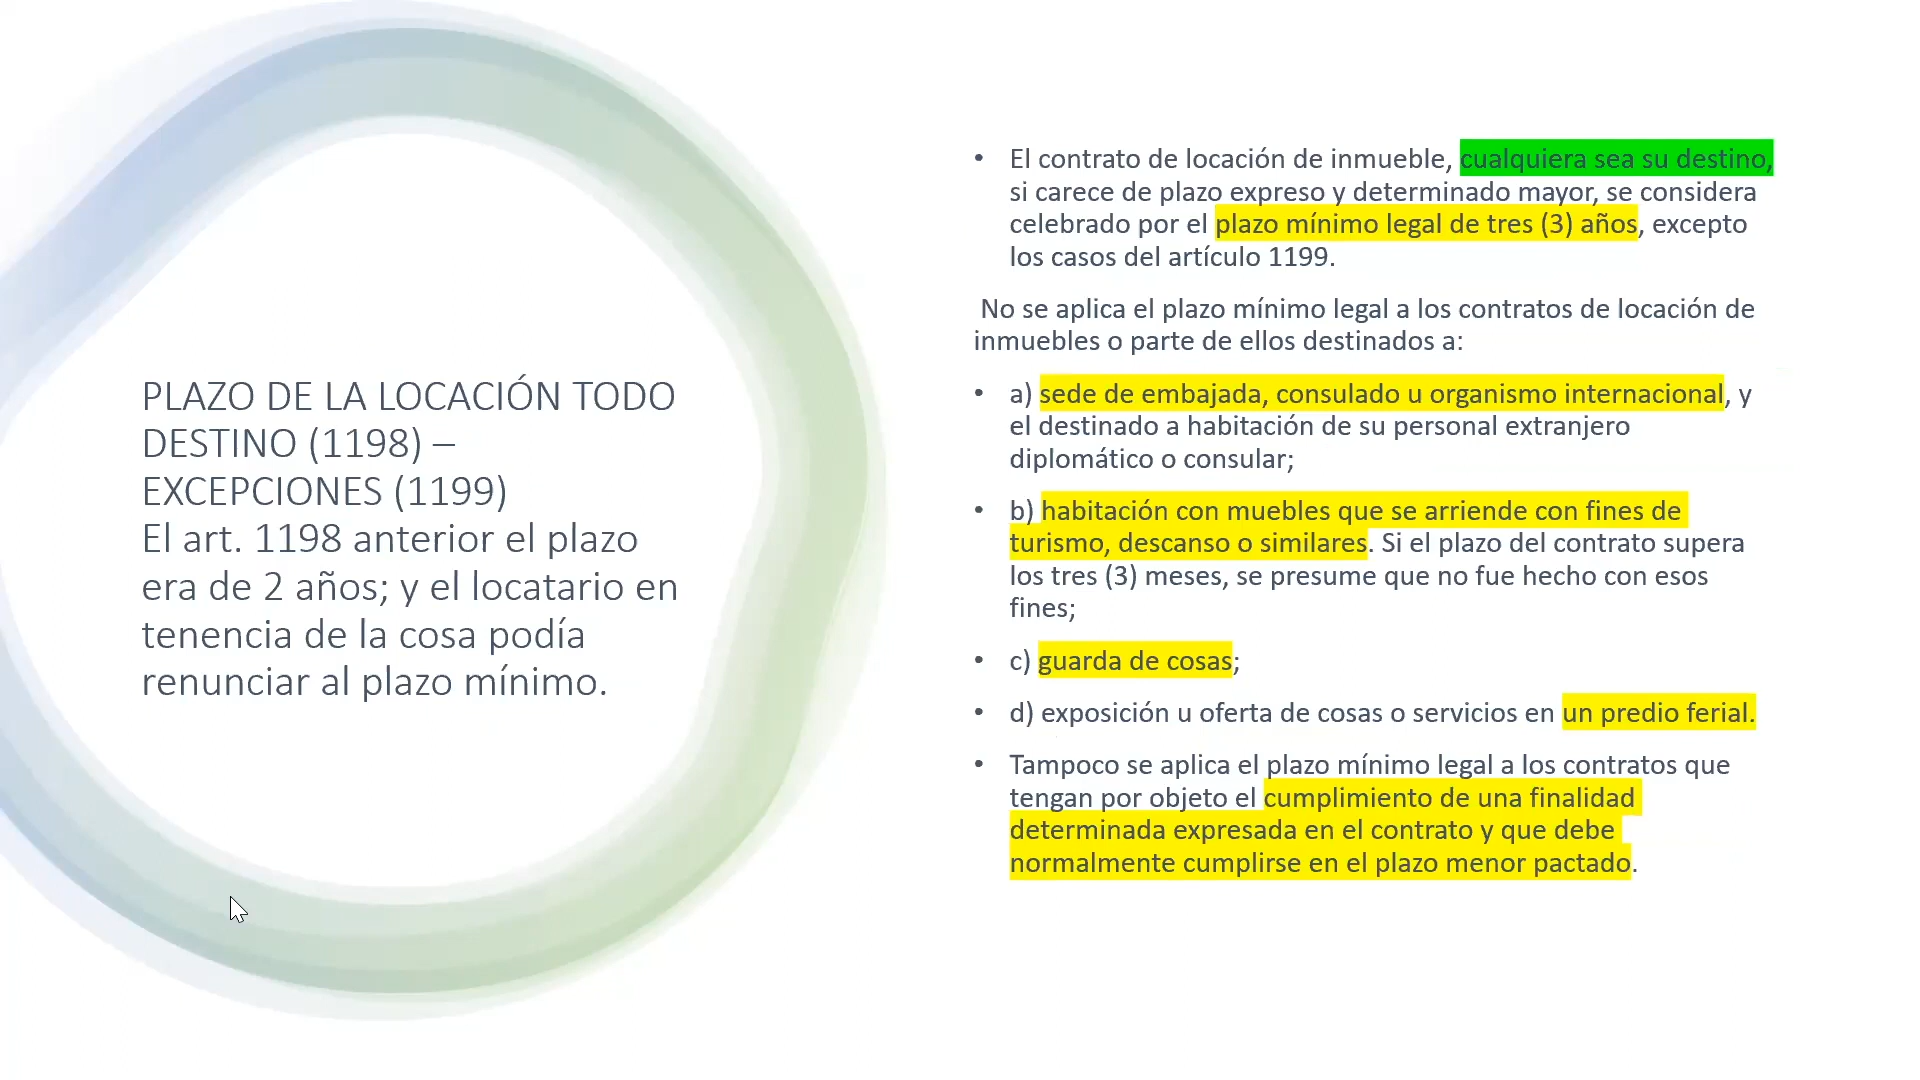 PLAZO DE LA LOCACIÓN TODO
DESTINO (1198) –
EXCEPCIONES (1199)
El art. 1198 anterior el plazo
era de 2 años; y el locatario en
tenencia de la cosa podía
renunciar al plazo mínimo.
• El contrato de locación de inmueble, cualquiera sea su destino,
si carece de plazo expreso y determinado mayor, se considera
celebrado por el plazo mínimo legal de tres (3) años, excepto
los casos del artículo 1199.
No se aplica el plazo mínimo legal a los contratos de locación de
inmuebles o parte de ellos destinados a:
• a) sede de embajada, consulado u organismo internacional, y
el destinado a habitación de su personal extranjero
diplomático o consular;
• b) habitación con muebles que se arriende con fines de
turismo, descanso o similares. Si el plazo del contrato supera
los tres (3) meses, se presume que no fue hecho con esos
fines;
• c) guarda de cosas;
• d) exposición u oferta de cosas o servicios en un predio ferial.
• Tampoco se aplica el plazo mínimo legal a los contratos que
tengan por objeto el cumplimiento de una finalidad
determinada expresada en el contrato y que debe
normalmente cumplirse en el plazo menor pactado.